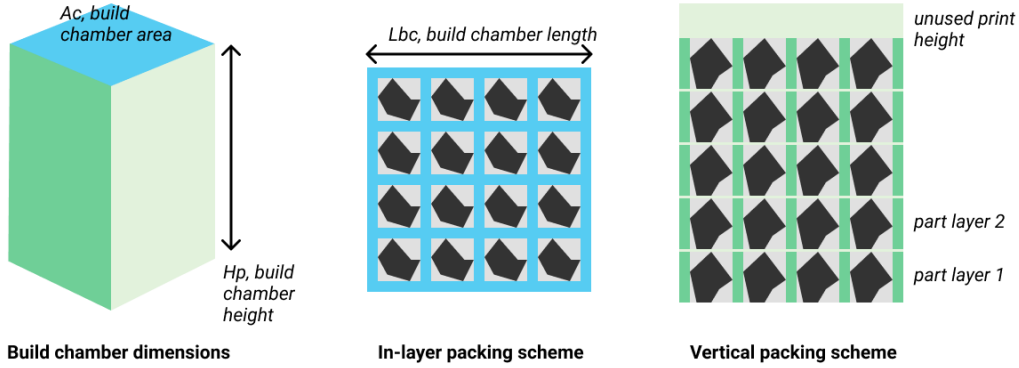 Ac, build
chamber area
Hp, build
chamber
height
Build chamber dimensions
Lbc, build chamber length
In-layer packing scheme
unused print
height
part layer 2
part layer 1
Vertical packing scheme